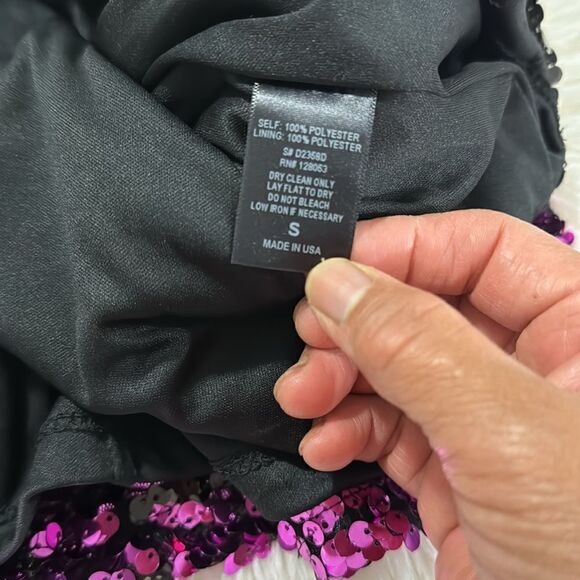 SELF: 100% POLYESTER
LINING: 100% POLYESTER
S# D2358D
RN# 128053
DRY CLEAN ONLY
LAY FLAT TO DRY
DO NOT BLEACH
LOW IRON IF NECESSARY
S
MADE IN USA